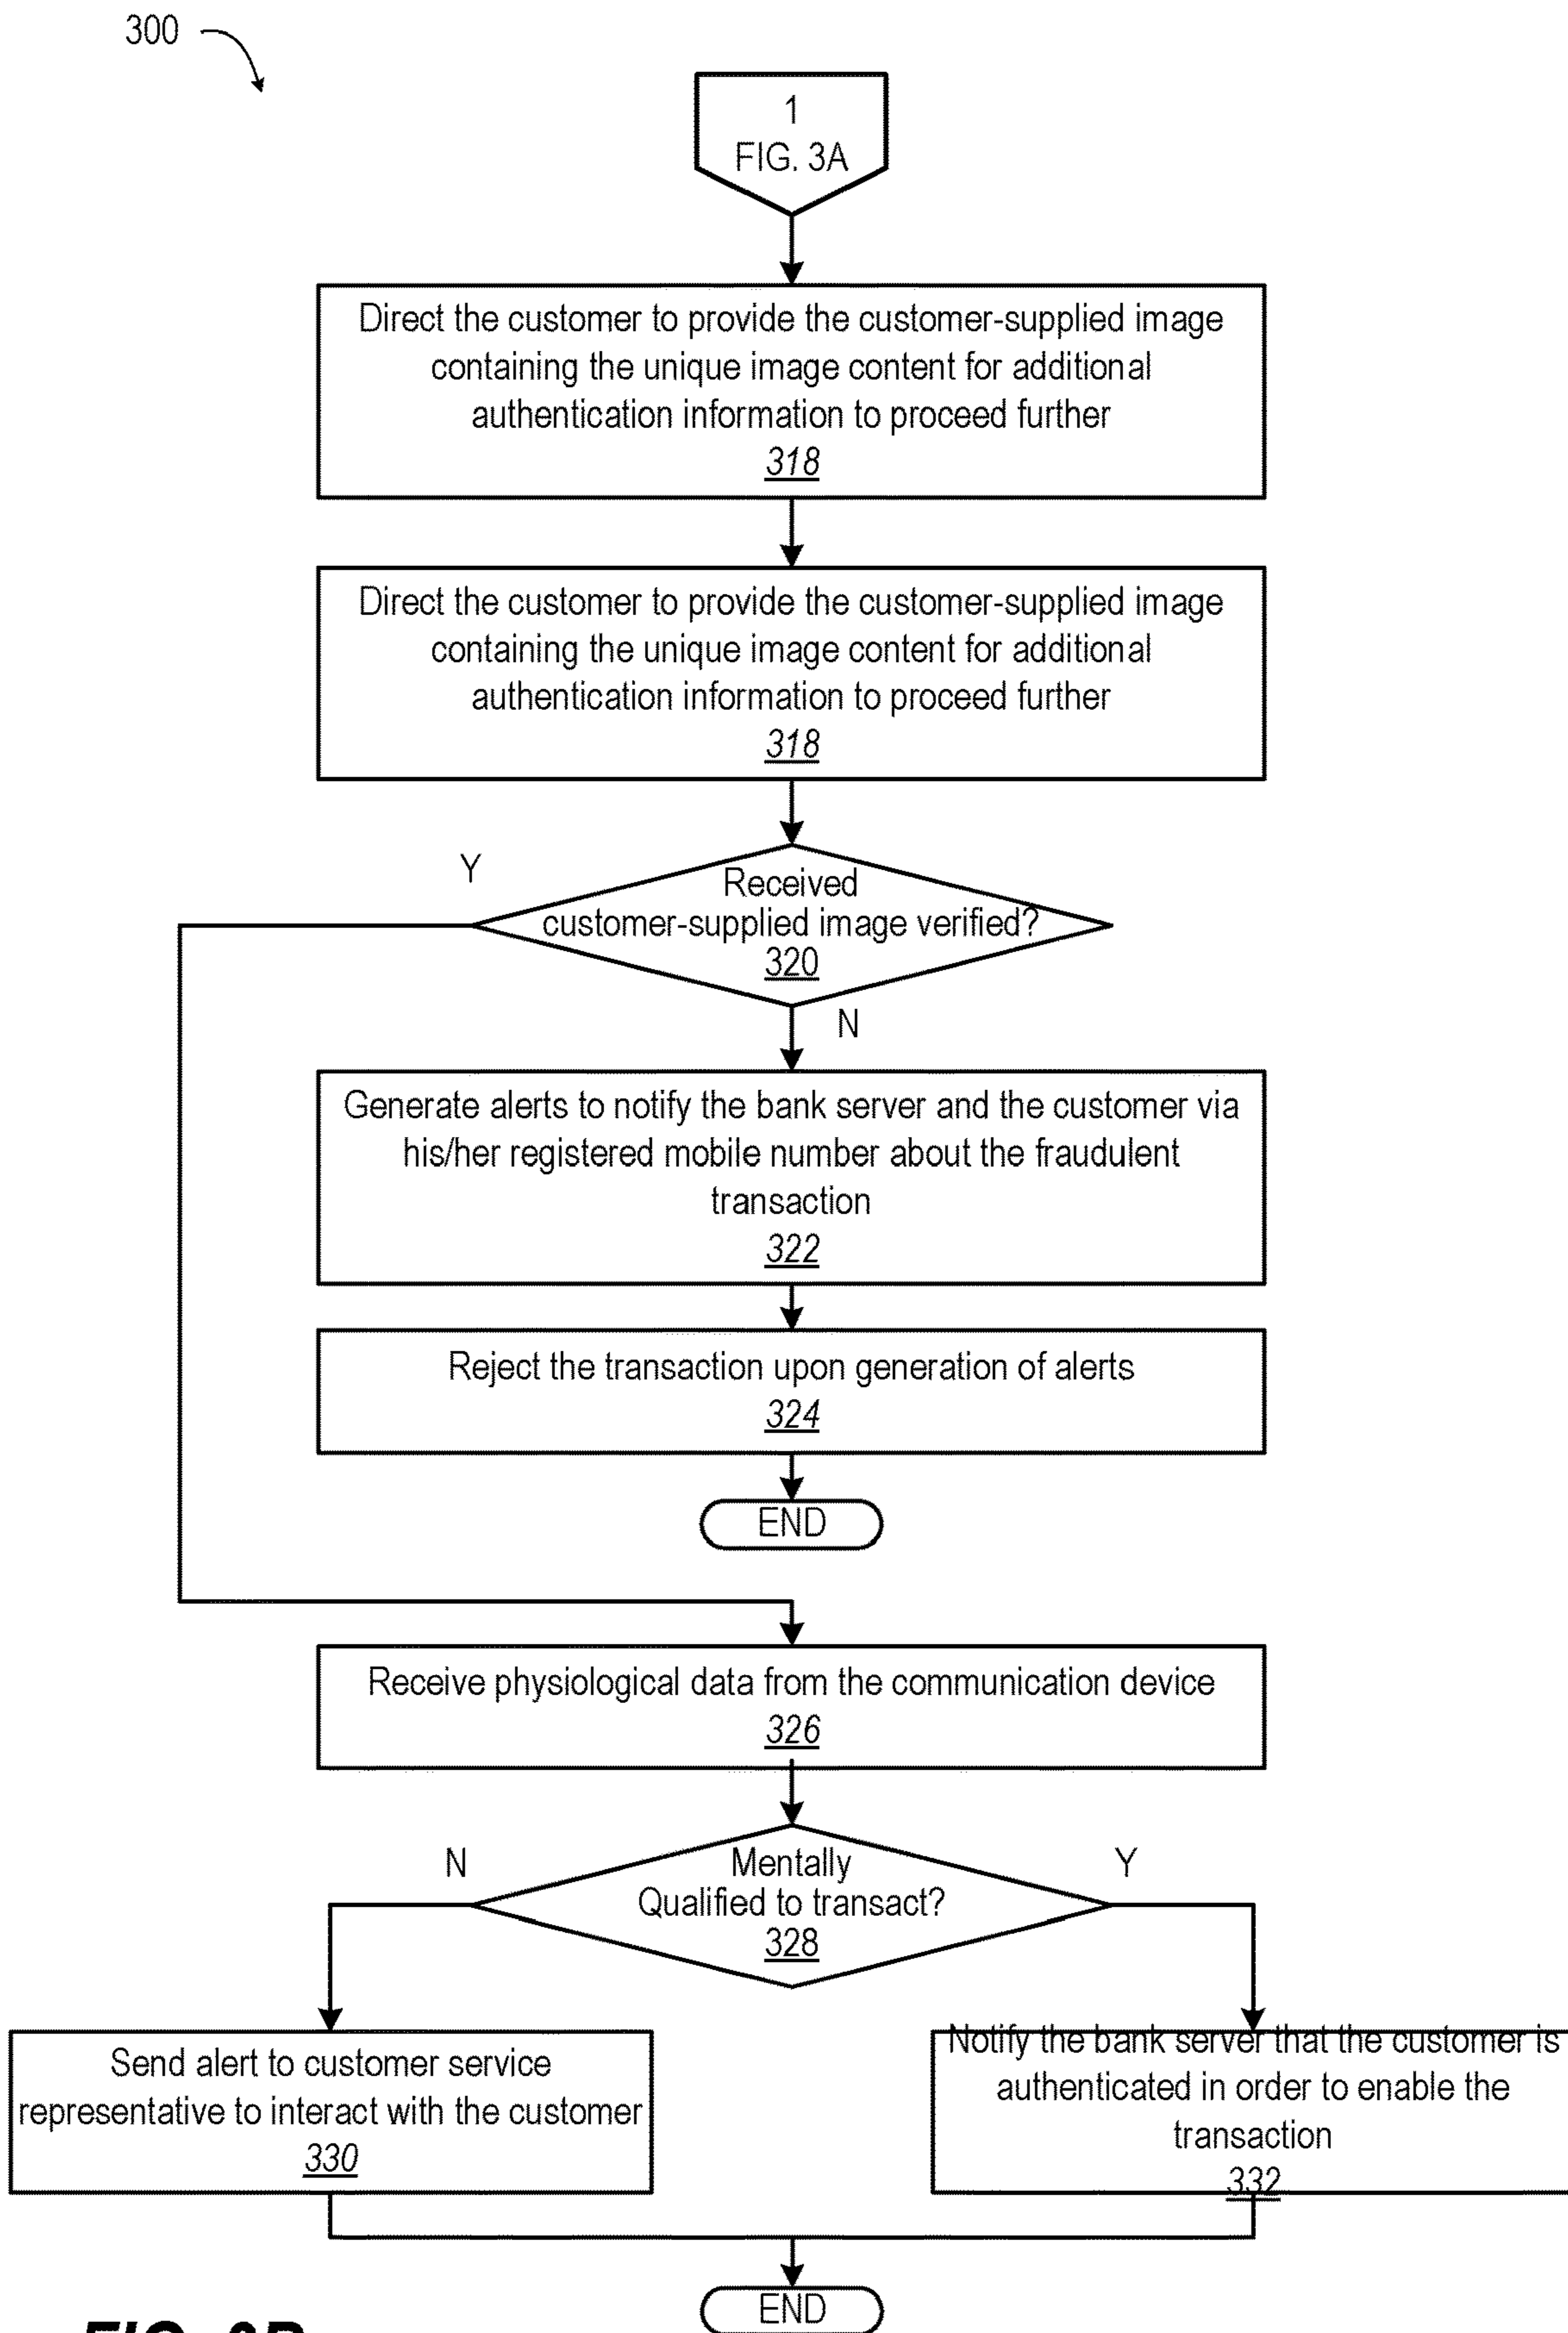 300
1
FIG. 3A
Direct the customer to provide the customer-supplied image
containing the unique image content for additional
authentication information to proceed further
318
Direct the customer to provide the customer-supplied image
containing the unique image content for additional
authentication information to proceed further
318
Y
Received
customer-supplied image verified?
320
N
Generate alerts to notify the bank server and the customer via
his/her registered mobile number about the fraudulent
transaction
322
Reject the transaction upon generation of alerts
324
END
Receive physiological data from the communication device
326
N
Mentally
Qualified to transact?
328
Y
Send alert to customer service
representative to interact with the customer
330
Notify the bank server that the customer is
authenticated in order to enable the
transaction
332
END